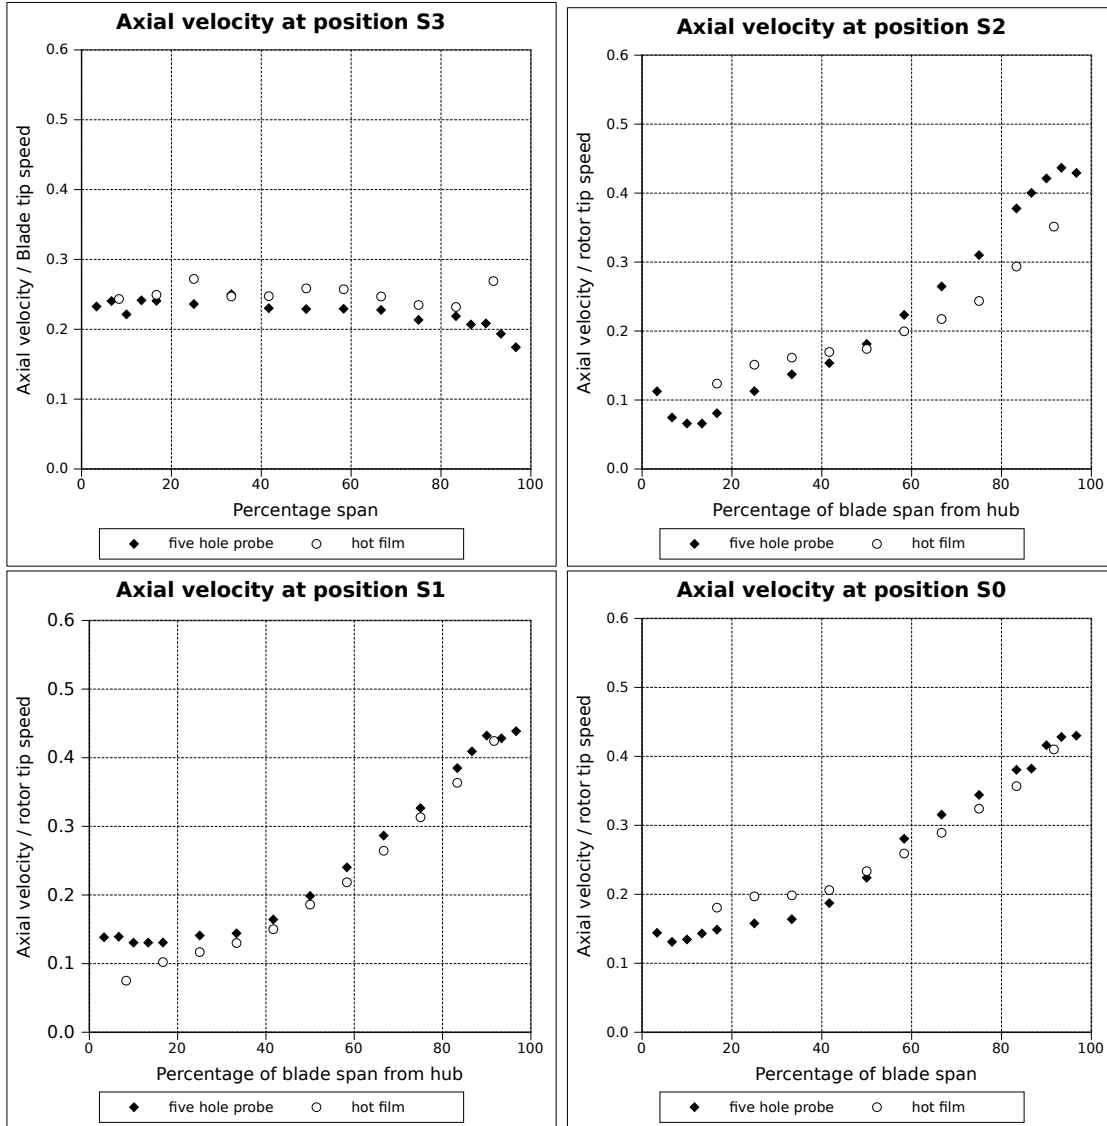 Axial velocity at position S3
Axial velocity / Blade tip speed
0.6
0.5
0.4
0.3
0.2
0.1
0.0
0 20 40 60 80 100
Percentage span
five hole probe hot film
Axial velocity at position S2
Axial velocity / rotor tip speed
0.6
0.5
0.4
0.3
0.2
0.1
0.0
0 20 40 60 80 100
Percentage of blade span from hub
five hole probe hot film
Axial velocity at position S1
Axial velocity / rotor tip speed
0.6
0.5
0.4
0.3
0.2
0.1
0.0
0 20 40 60 80 100
Percentage of blade span from hub
five hole probe hot film
Axial velocity at position S0
Axial velocity / rotor tip speed
0.6
0.5
0.4
0.3
0.2
0.1
0.0
0 20 40 60 80 100
Percentage of blade span
five hole probe hot film